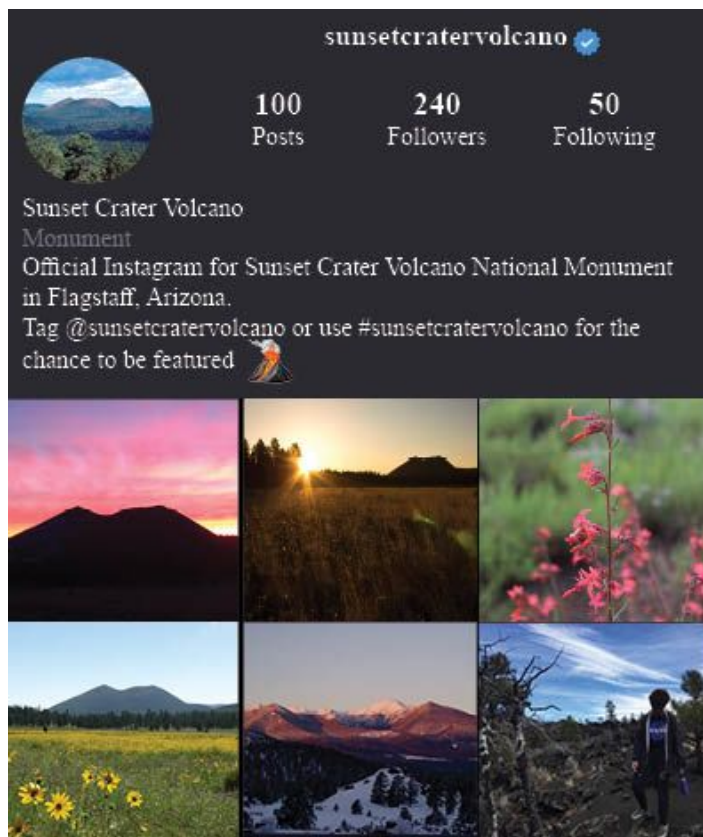 sunsetcratervolcano
100 240 50
Posts Followers Following
Sunset Crater Volcano
Monument
Official Instagram for Sunset Crater Volcano National Monument
in Flagstaff, Arizona.
Tag @sunsetcratervolcano or use #sunsetcratervolcano for the
chance to be featured